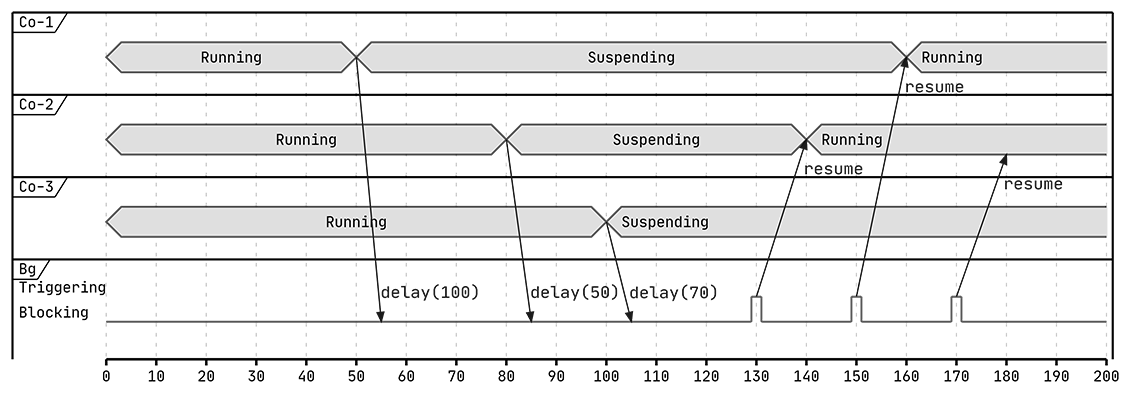 Co-1
Running Suspending Running
resume
Co-2
Running Suspending Running
resume
Co-3
resume
Running Suspending
Bg
Triggering
delay(100) delay(50) delay(70)
Blocking
0 10 20 30 40 50 60 70 80 90 100 110 120 130 140 150 160 170 180 190 200